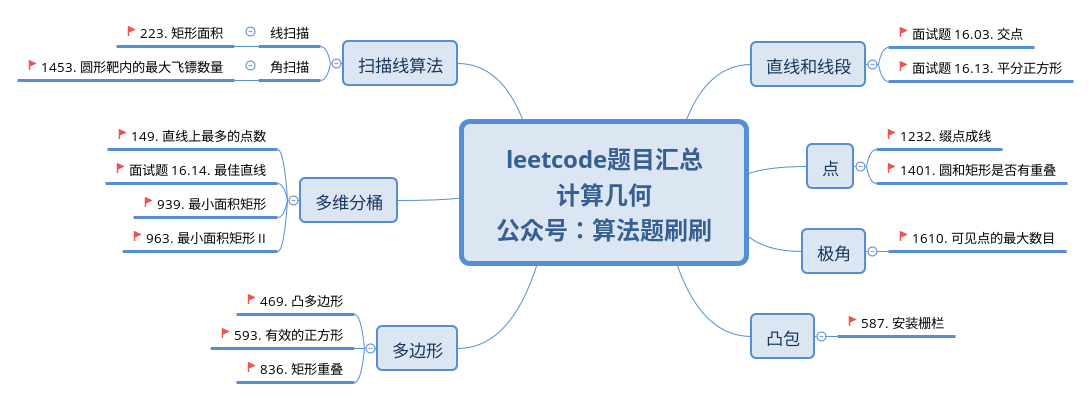 leetcode题目汇总
计算几何
公众号：算法题刷刷
直线和线段
面试题 16.03. 交点
面试题 16.13. 平分正方形
点
1232. 缀点成线
1401. 圆和矩形是否有重叠
极角
1610. 可见点的最大数目
凸包
587. 安装栅栏
扫描线算法
线扫描
223. 矩形面积
角扫描
1453. 圆形靶内的最大飞镖数量
多维分桶
149. 直线上最多的点数
面试题 16.14. 最佳直线
939. 最小面积矩形
963. 最小面积矩形 II
多边形
469. 凸多边形
593. 有效的正方形
836. 矩形重叠